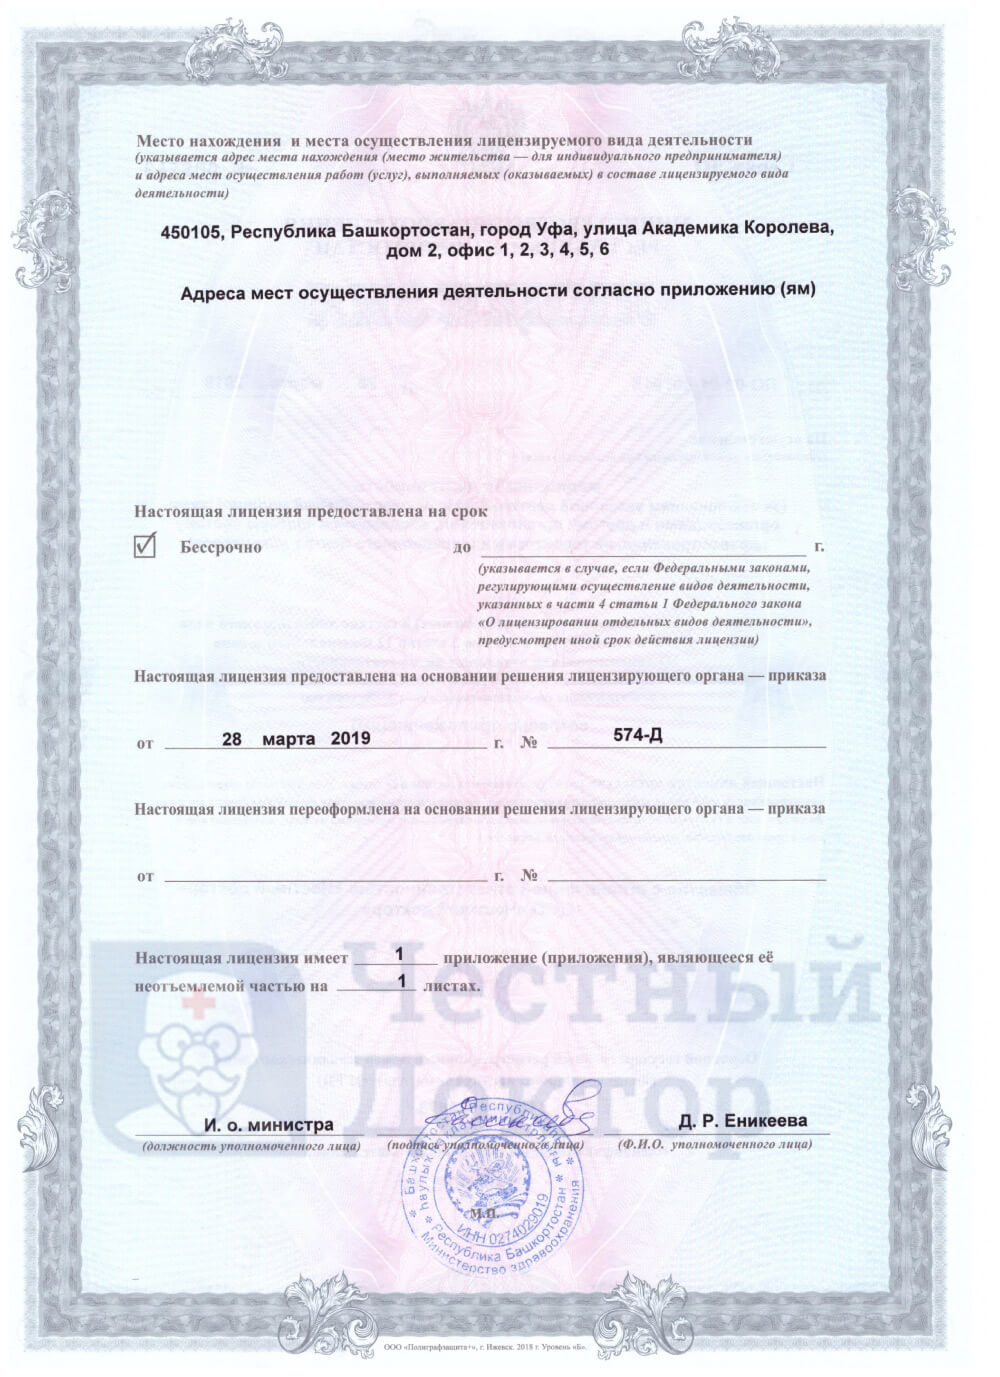 Место нахождения и места осуществления лицензируемого вида деятельности
(указывается адрес места нахождения (место жительства — для индивидуального предпринимателя)
и адреса мест осуществления работ (услуг), выполняемых (оказываемых) в составе лицензируемого вида
деятельности)
450105, Республика Башкортостан, город Уфа, улица Академика Королева,
дом 2, офис 1, 2, 3, 4, 5, 6
Адреса мест осуществления деятельности согласно приложению (ям)
Настоящая лицензия предоставлена на срок
Бессрочно до г.
(указывается в случае, если Федеральными законами,
регулирующими осуществление видов деятельности,
указанных в части 4 статьи 1 Федерального закона
«О лицензировании отдельных видов деятельности»,
предусмотрен иной срок действия лицензии)
Настоящая лицензия предоставлена на основании решения лицензирующего органа — приказа
от 28 марта 2019 г. № 574-Д
Настоящая лицензия переоформлена на основании решения лицензирующего органа — приказа
от г. №
Настоящая лицензия имеет 1 приложение (приложения), являющееся её
неотъемлемой частью на 1 листах.
Честный
Доктор
И. о. министра Д. Р. Еникеева
(должность уполномоченного лица) (подпись уполномоченного лица) (Ф.И.О. уполномоченного лица)
М.П.
ИНН 0274029019
Республика Башкортостан
Министерство здравоохранения
ООО «Полиграфзащита+», г. Ижевск. 2018 г. Уровень «Б».